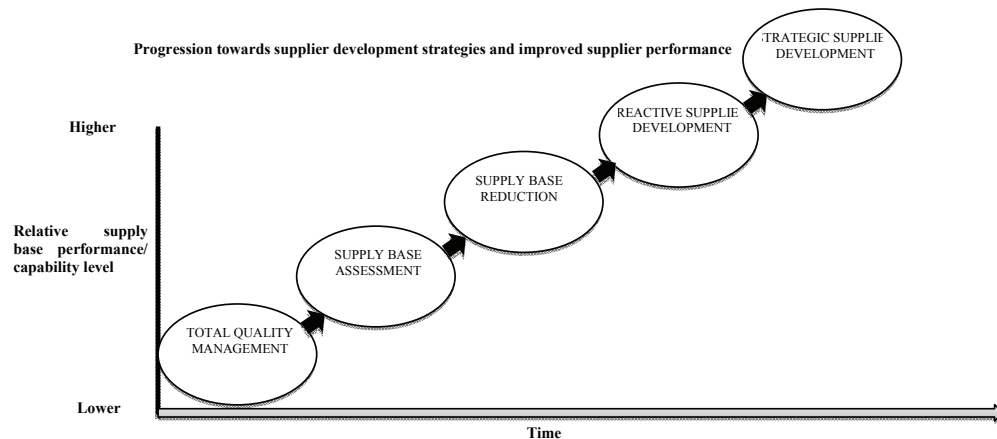 Progression towards supplier development strategies and improved supplier performance
TRATEGIC SUPPLIE
DEVELOPMENT
Higher
REACTIVE SUPPLIE
DEVELOPMENT
SUPPLY BASE
REDUCTION
Relative supply
base performance/
capability level
SUPPLY BASE
ASSESSMENT
TOTAL QUALITY
MANAGEMENT
Lower
Time